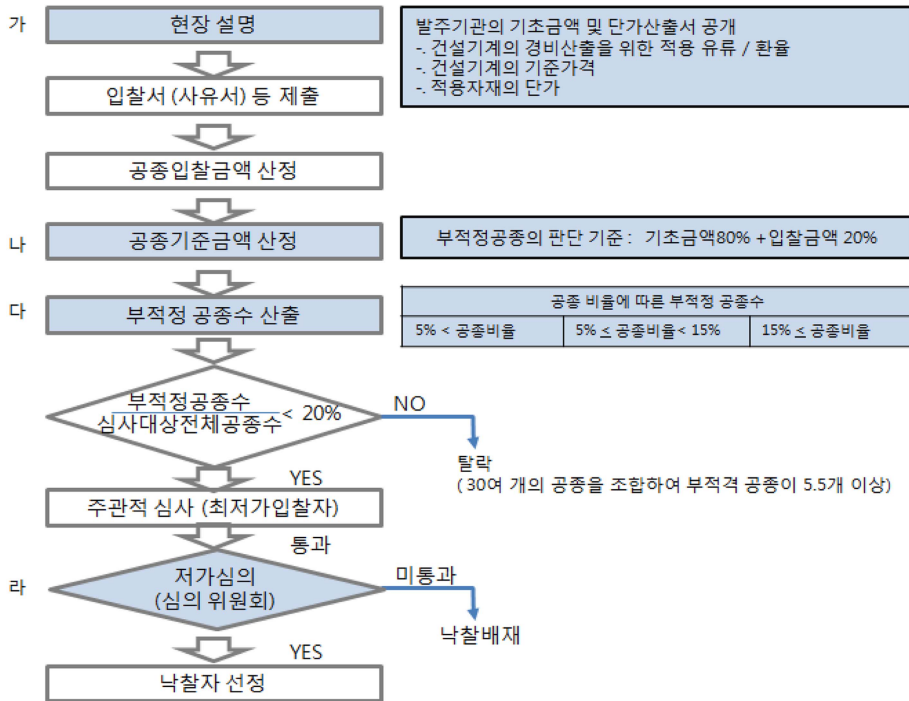 가
현장 설명
발주기관의 기초금액 및 단가산출서 공개
-. 건설기계의 경비산출을 위한 적용 유류 / 환율
-. 건설기계의 기준가격
-. 적용자재의 단가
입찰서 (사유서) 등 제출
공종입찰금액 산정
나
공종기준금액 산정
부적정공종의 판단 기준 : 기초금액80% +입찰금액 20%
다
부적정 공종수 산출
공종 비율에 따른 부적정 공종수
5% < 공종비율
5% ≤ 공종비율< 15%
15% ≤ 공종비율
부적정공종수
심사대상전체공종수
< 20%
NO
탈락
( 30여 개의 공종을 조합하여 부적격 공종이 5.5개 이상)
YES
주관적 심사 (최저가입찰자)
통과
라
저가심의
(심의 위원회)
미통과
낙찰배재
YES
낙찰자 선정